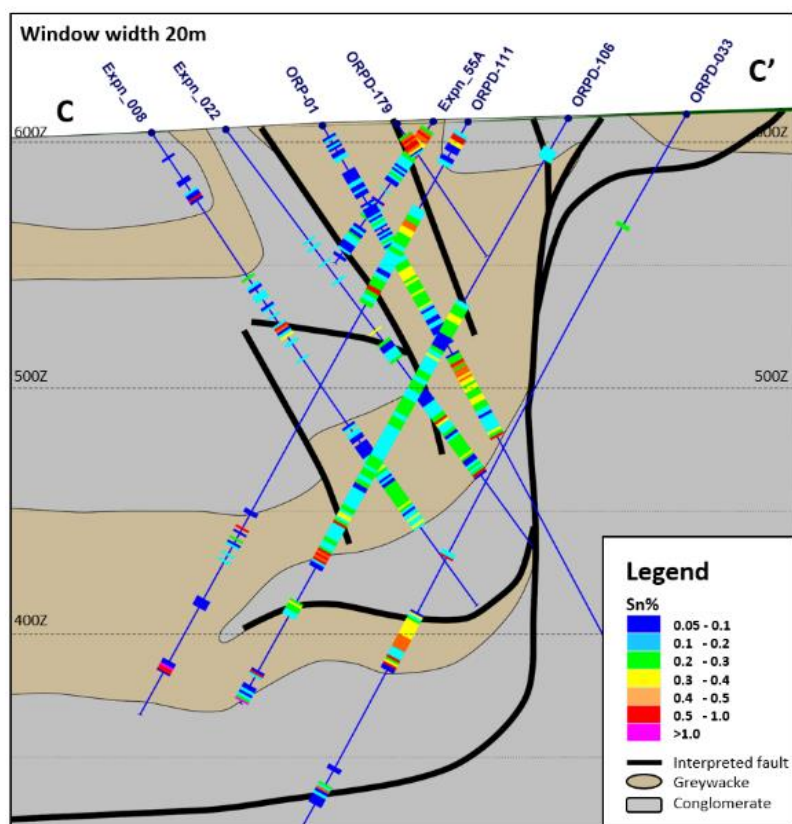 Window width 20m
C
C’
Expn_008
Expn_022
ORP-01
ORPD-179
Expn_55A
ORPD-111
ORPD-106
ORPD-033
600Z
500Z
500Z
400Z
Legend
Sn%
0.05 - 0.1
0.1 - 0.2
0.2 - 0.3
0.3 - 0.4
0.4 - 0.5
0.5 - 1.0
>1.0
Interpreted fault
Greywacke
Conglomerate